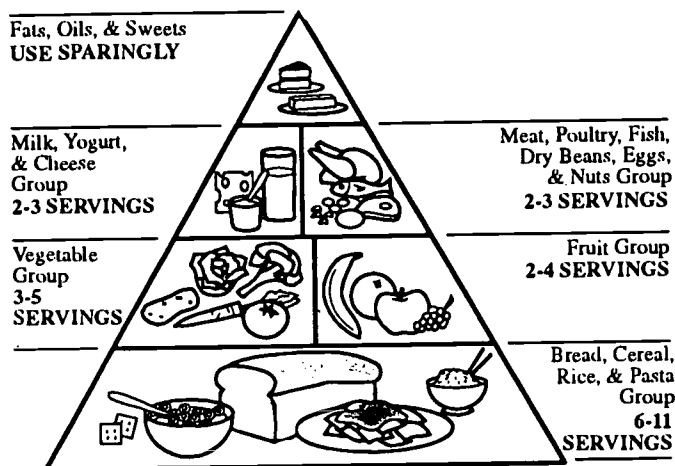 Fats, Oils, & Sweets
USE SPARINGLY
Milk, Yogurt,
& Cheese
Group
2-3 SERVINGS
Meat, Poultry, Fish,
Dry Beans, Eggs,
& Nuts Group
2-3 SERVINGS
Vegetable
Group
3-5
SERVINGS
Fruit Group
2-4 SERVINGS
Bread, Cereal,
Rice, & Pasta
Group
6-11
SERVINGS